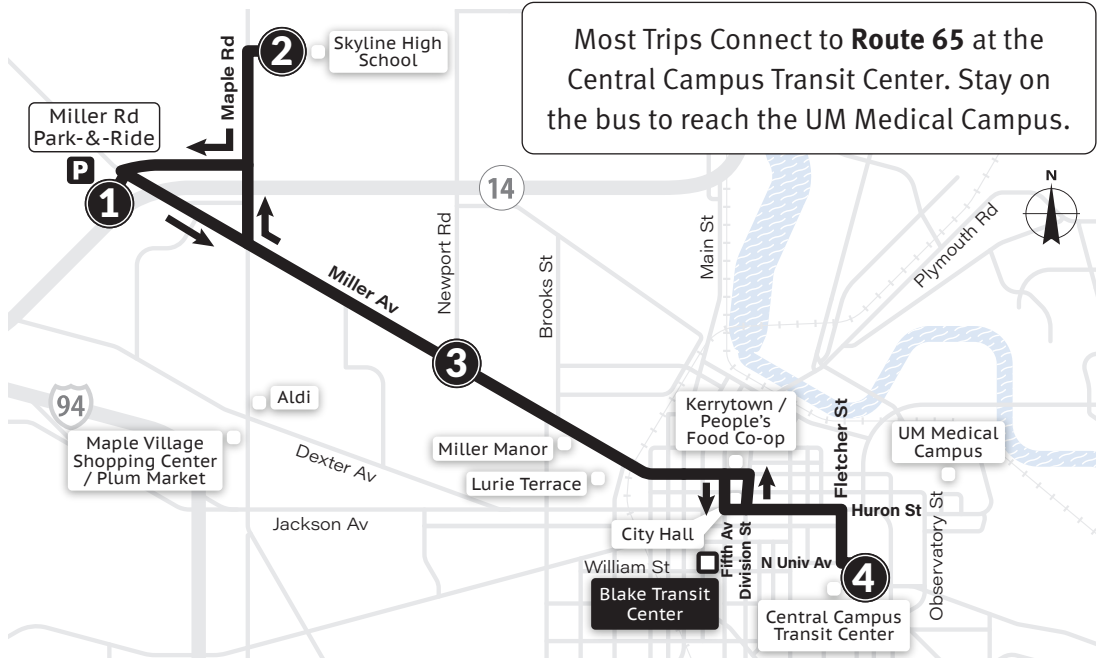 Most Trips Connect to Route 65 at the
Central Campus Transit Center. Stay on
the bus to reach the UM Medical Campus.
Maple Rd
2
Skyline High
School
Miller Rd
Park-&-Ride
P
1
14
N
Newport Rd
Brooks St
Main St
Plymouth Rd
Miller Av
3
94
Aldi
Maple Village
Shopping Center
/ Plum Market
Dexter Av
Jackson Av
Miller Manor
Lurie Terrace
Kerrytown /
People's
Food Co-op
Fletcher St
UM Medical
Campus
Huron St
City Hall
Fifth Av
Division St
N Univ Av
Observatory St
William St
Blake Transit
Center
4
Central Campus
Transit Center